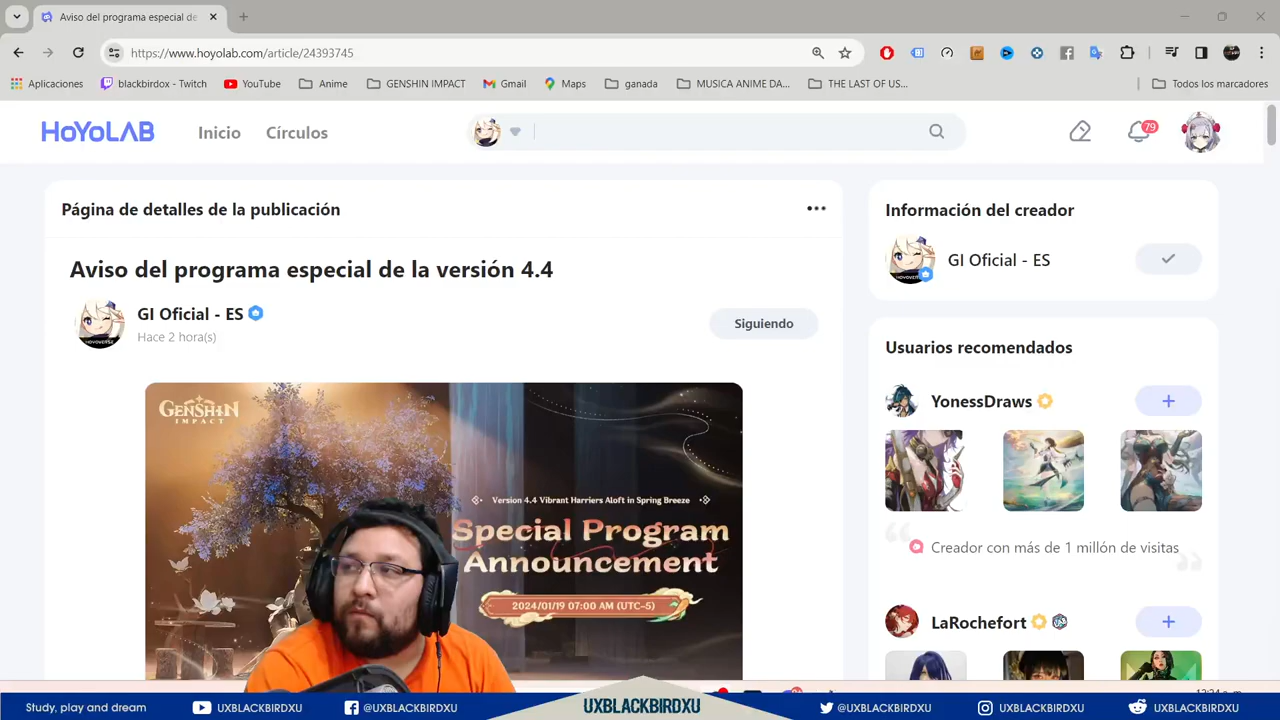 Aviso del programa especial de
https://www.hoyolab.com/article/24393745
Aplicaciones
blackbirdox - Twitch
YouTube
Anime
GENSHIN IMPACT
Gmail
Maps
ganada
MUSICA ANIME DA...
THE LAST OF US...
Todos los marcadores
HoYoLAB
Inicio
Círculos
79
Página de detalles de la publicación
Aviso del programa especial de la versión 4.4
GI Oficial - ES
Hace 2 hora(s)
Siguiendo
GENSHIN
IMPACT
Version 4.4 Vibrant Harriers Aloft in Spring Breeze
Special Program
Announcement
2024/01/19 07:00 AM (UTC-5)
Información del creador
GI Oficial - ES
Usuarios recomendados
YonessDraws
Creador con más de 1 millón de visitas
LaRochefort
Study, play and dream
UXBLACKBIRDXU
@UXBLACKBIRDXU
UXBLACKBIRDXU
@UXBLACKBIRDXU
UXBLACKBIRDXU
UXBLACKBIRDXU